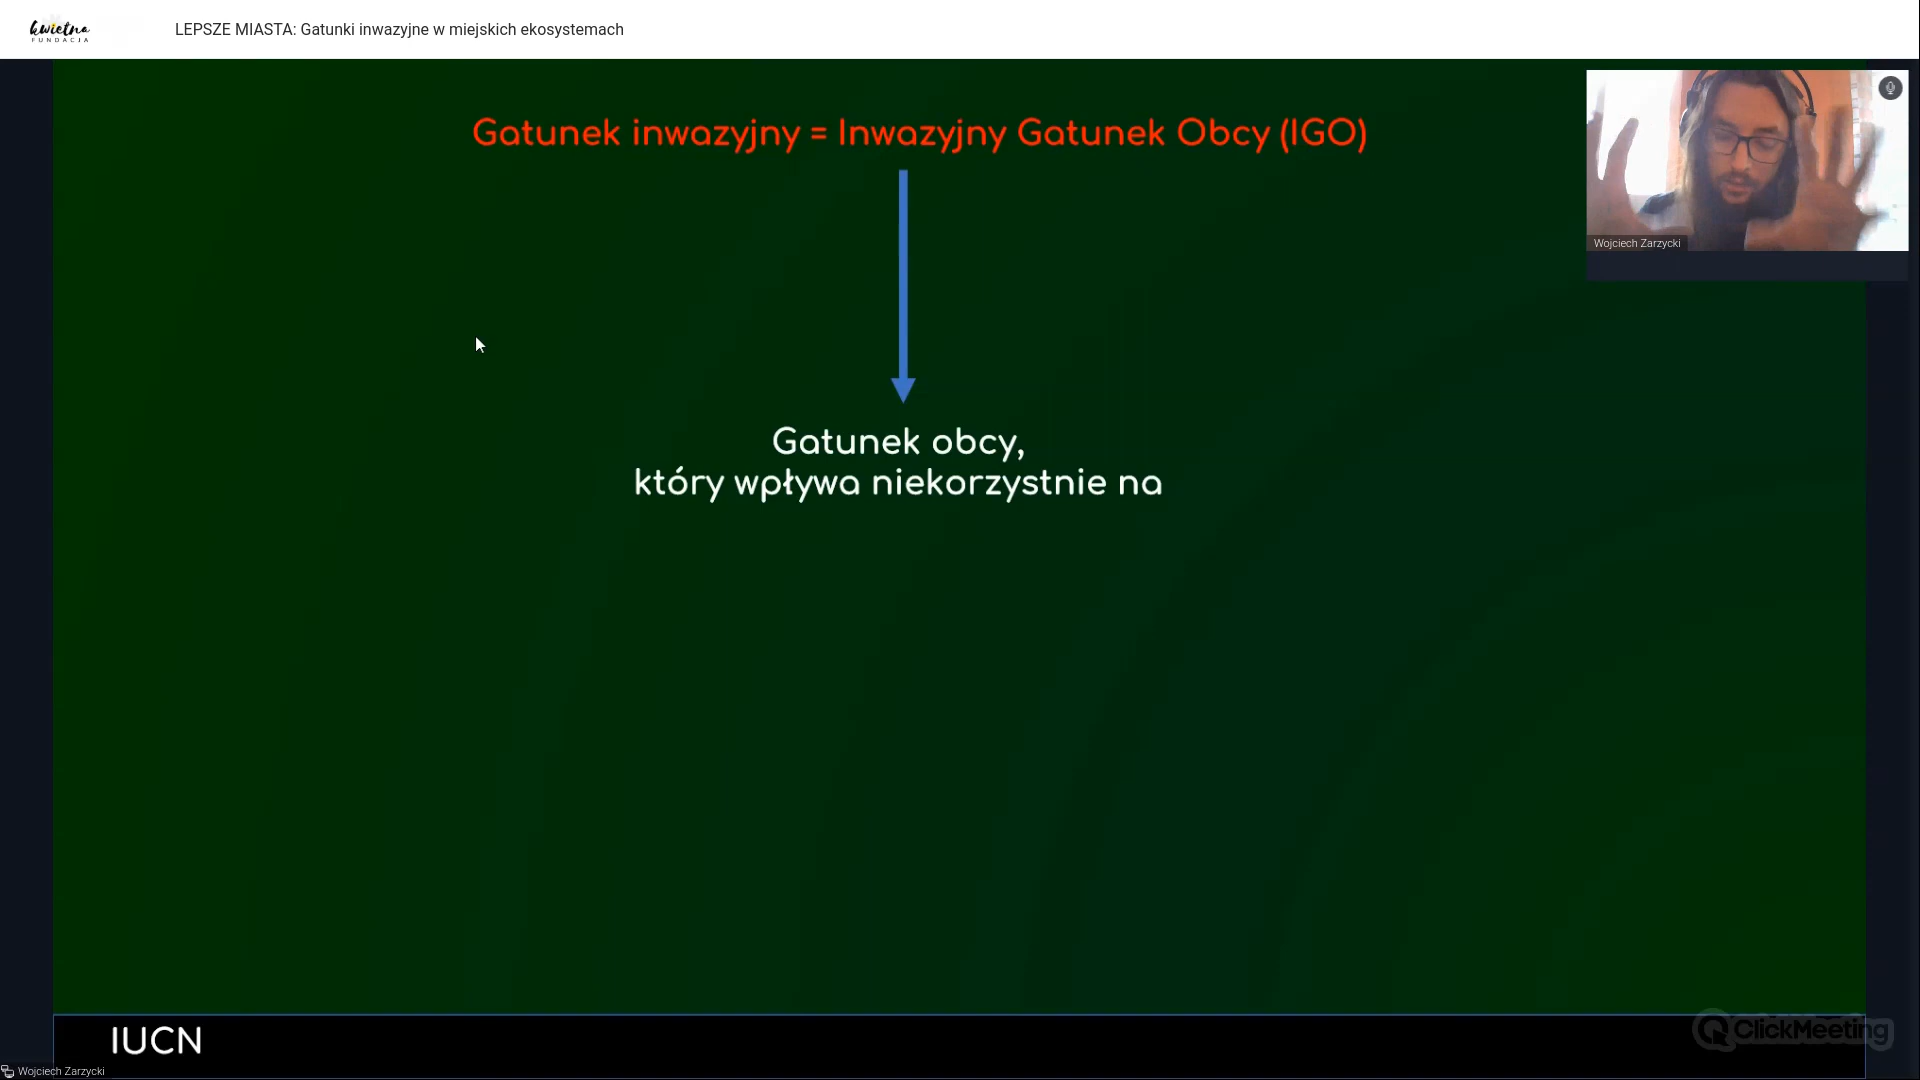 kwietna
FUNDACJA
LEPSZE MIASTA: Gatunki inwazyjne w miejskich ekosystemach
Gatunek inwazyjny = Inwazyjny Gatunek Obcy (IGO)
Wojciech Zarzycki
Gatunek obcy,
który wpływa niekorzystnie na
IUCN
ClickMeeting
Wojciech Zarzycki